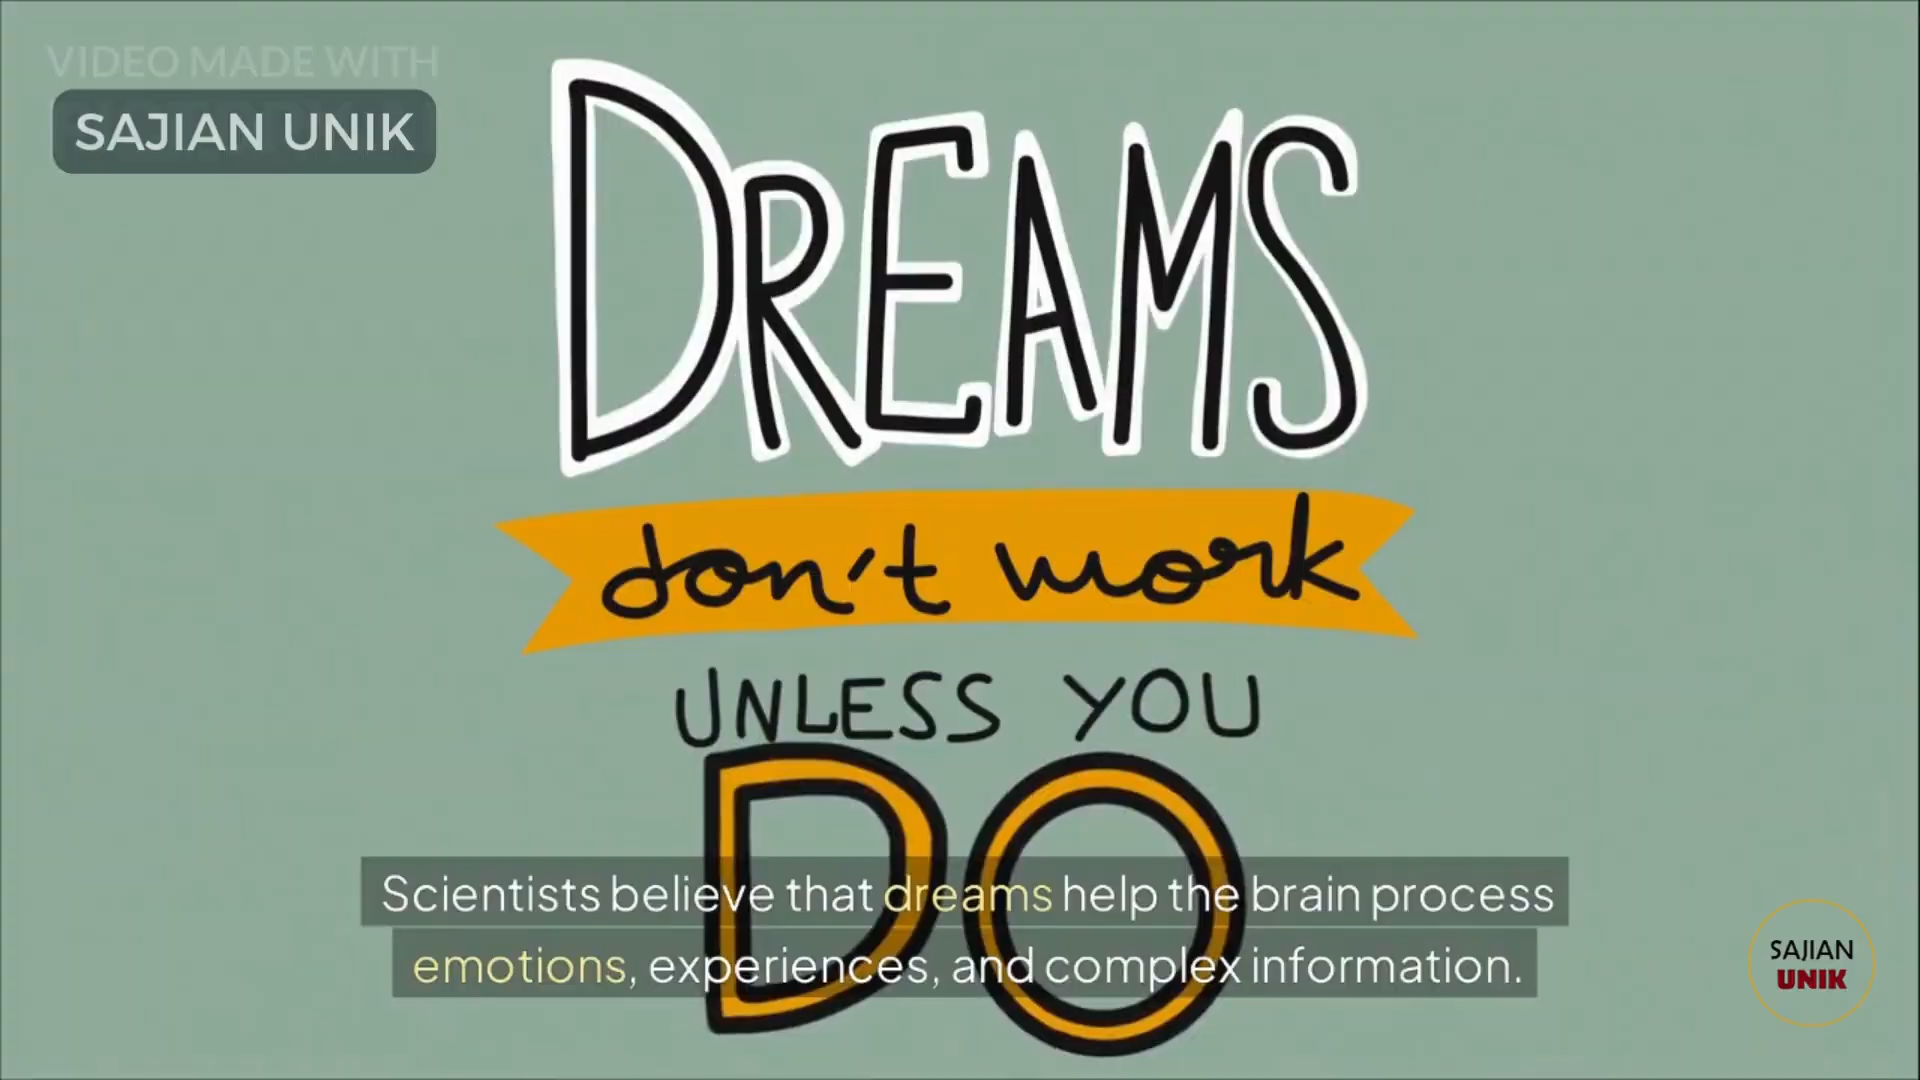 VIDEO MADE WITH
SAJIAN UNIK
DREAMS
don't work
UNLESS YOU
DO
Scientists believe that dreams help the brain process
emotions, experiences, and complex information.
SAJIAN
UNIK